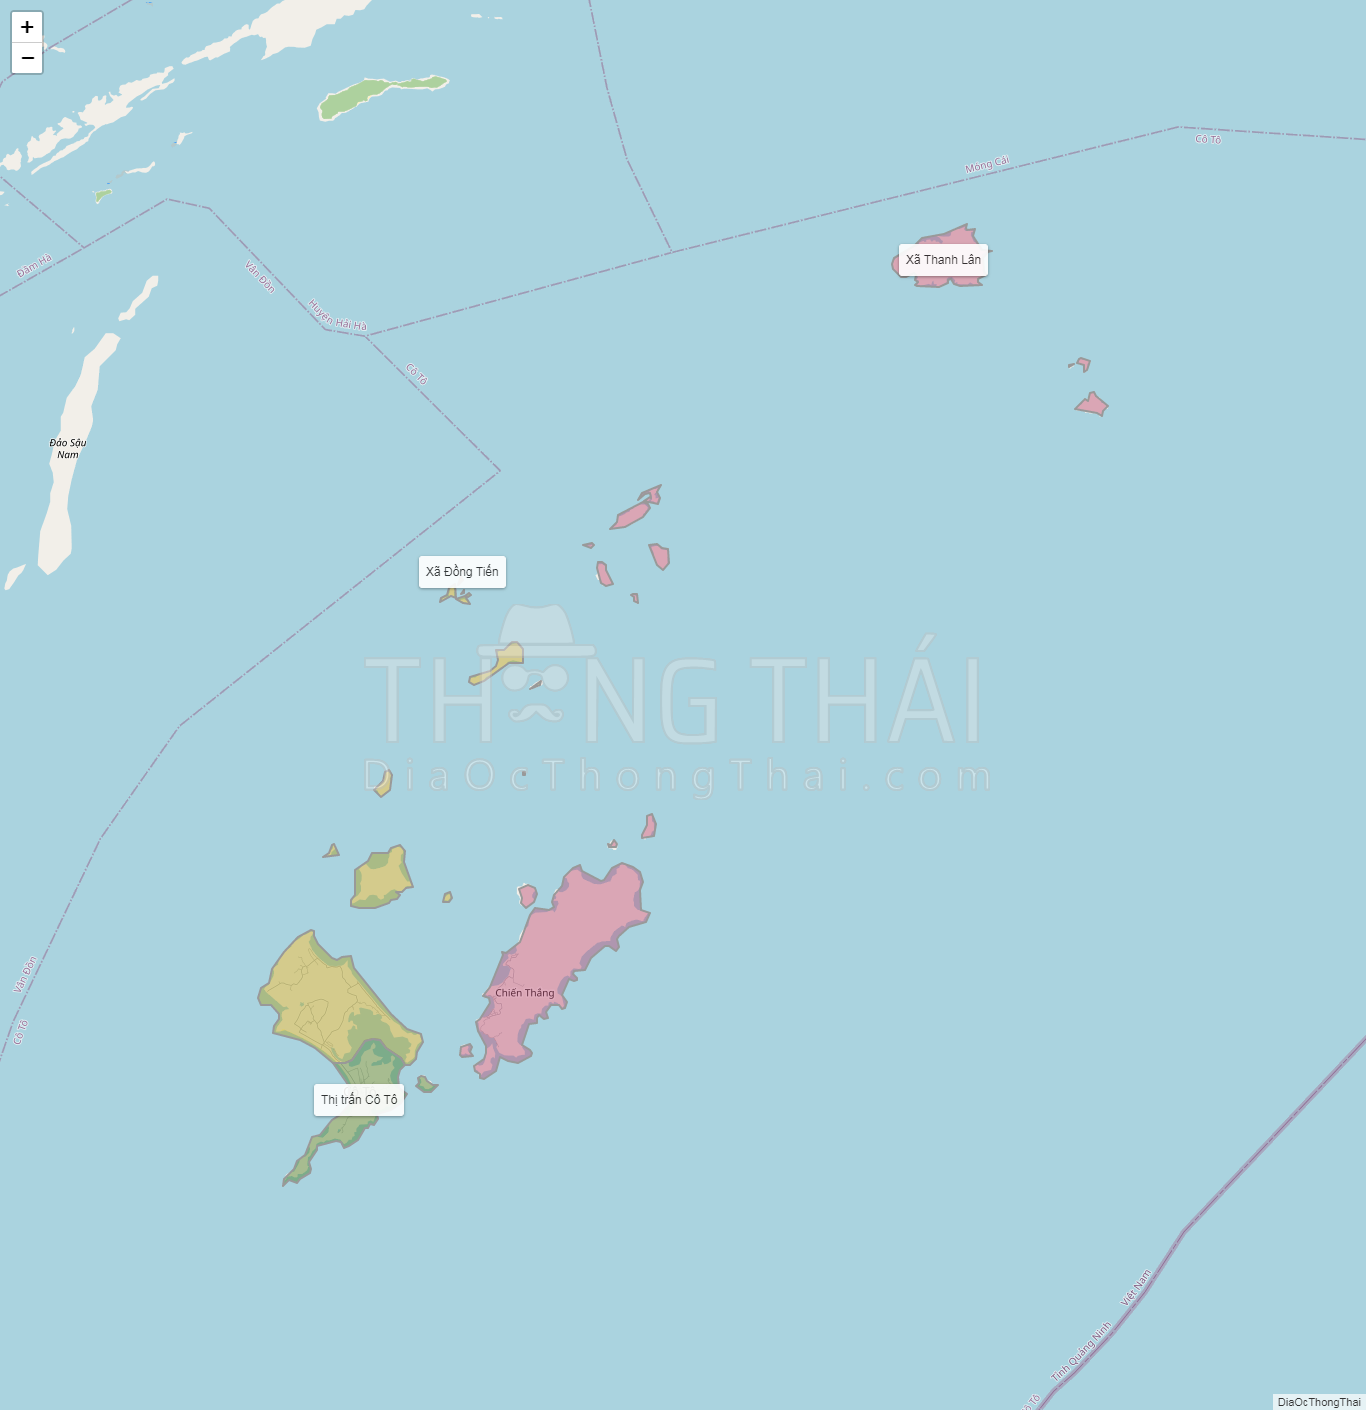 +
−
Móng Cái
Cô Tô
Đầm Hà
Vân Đồn
Huyện Hải Hà
Cô Tô
Xã Thanh Lân
Đảo Sậu
Nam
Xã Đồng Tiến
THÔNG THÁI
DiaOcThongThai.com
Vân Đồn
Cô Tô
Chiến Thắng
Thị trấn Cô Tô
Việt Nam
Tỉnh Quảng Ninh
Cô Tô
DiaOcThongThai